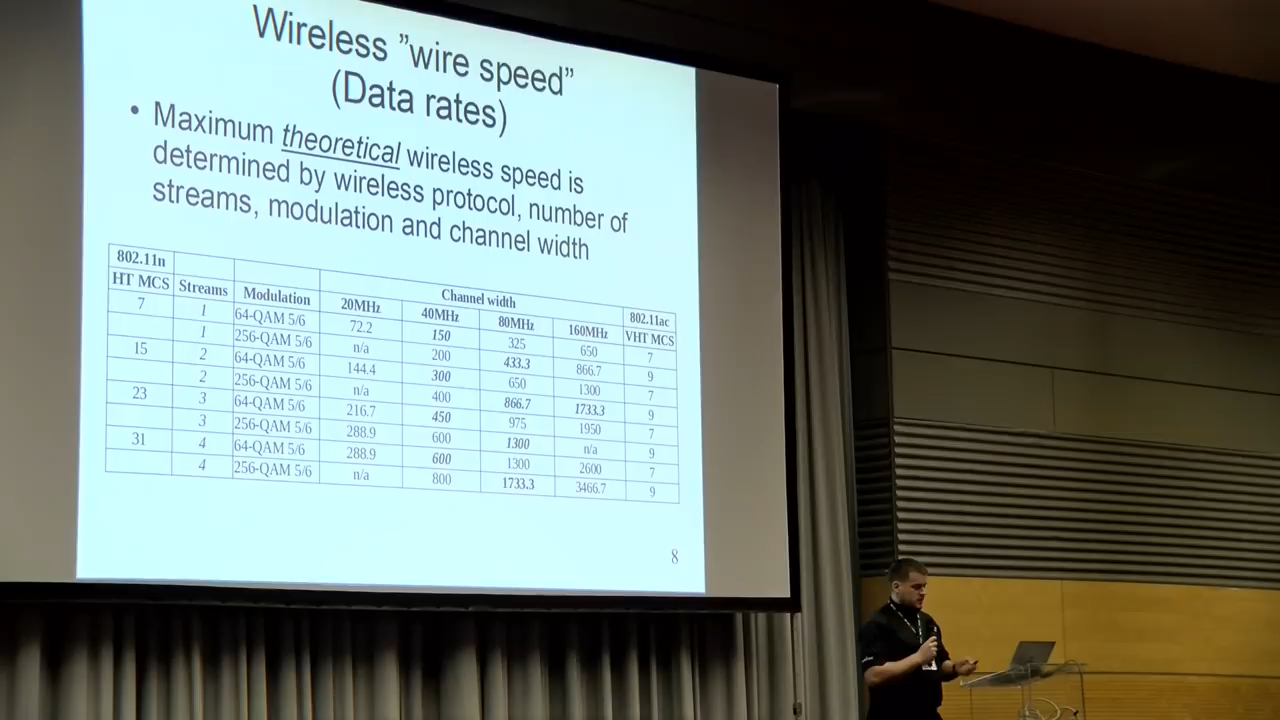 Wireless ”wire speed”
(Data rates)
• Maximum theoretical wireless speed is
determined by wireless protocol, number of
streams, modulation and channel width
802.11n Channel width 802.11ac
HT MCS Streams Modulation 20MHz 40MHz 80MHz 160MHz VHT MCS
7 1 64-QAM 5/6 72.2 150 325 650 7
1 256-QAM 5/6 n/a 200 433.3 866.7 9
15 2 64-QAM 5/6 144.4 300 650 1300 7
2 256-QAM 5/6 n/a 400 866.7 1733.3 9
23 3 64-QAM 5/6 216.7 450 975 1950 7
3 256-QAM 5/6 288.9 600 1300 n/a 9
31 4 64-QAM 5/6 288.9 600 1300 2600 7
4 256-QAM 5/6 n/a 800 1733.3 3466.7 9
8